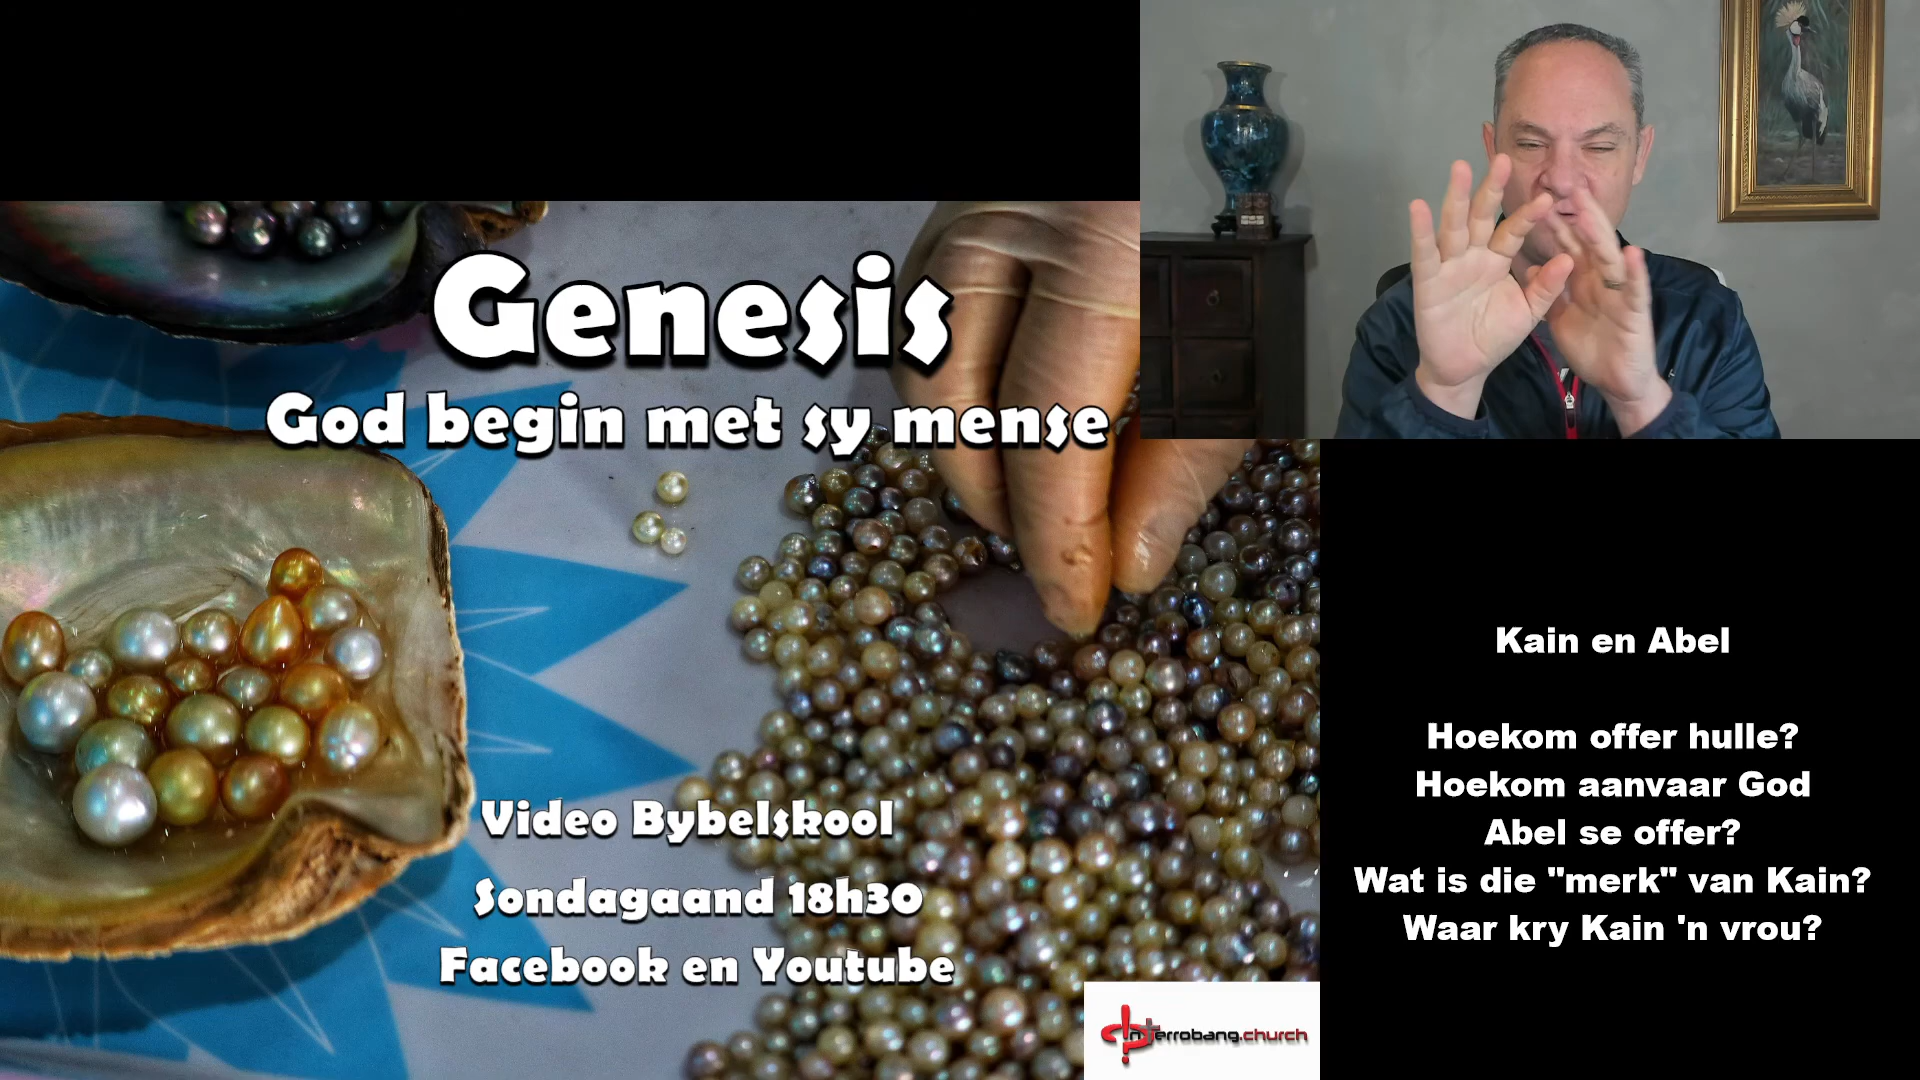 Genesis
God begin met sy mense
Video Bybelskool
Sondagaand 18h30
Facebook en Youtube
interrobang.church
Kain en Abel
Hoekom offer hulle?
Hoekom aanvaar God
Abel se offer?
Wat is die "merk" van Kain?
Waar kry Kain 'n vrou?